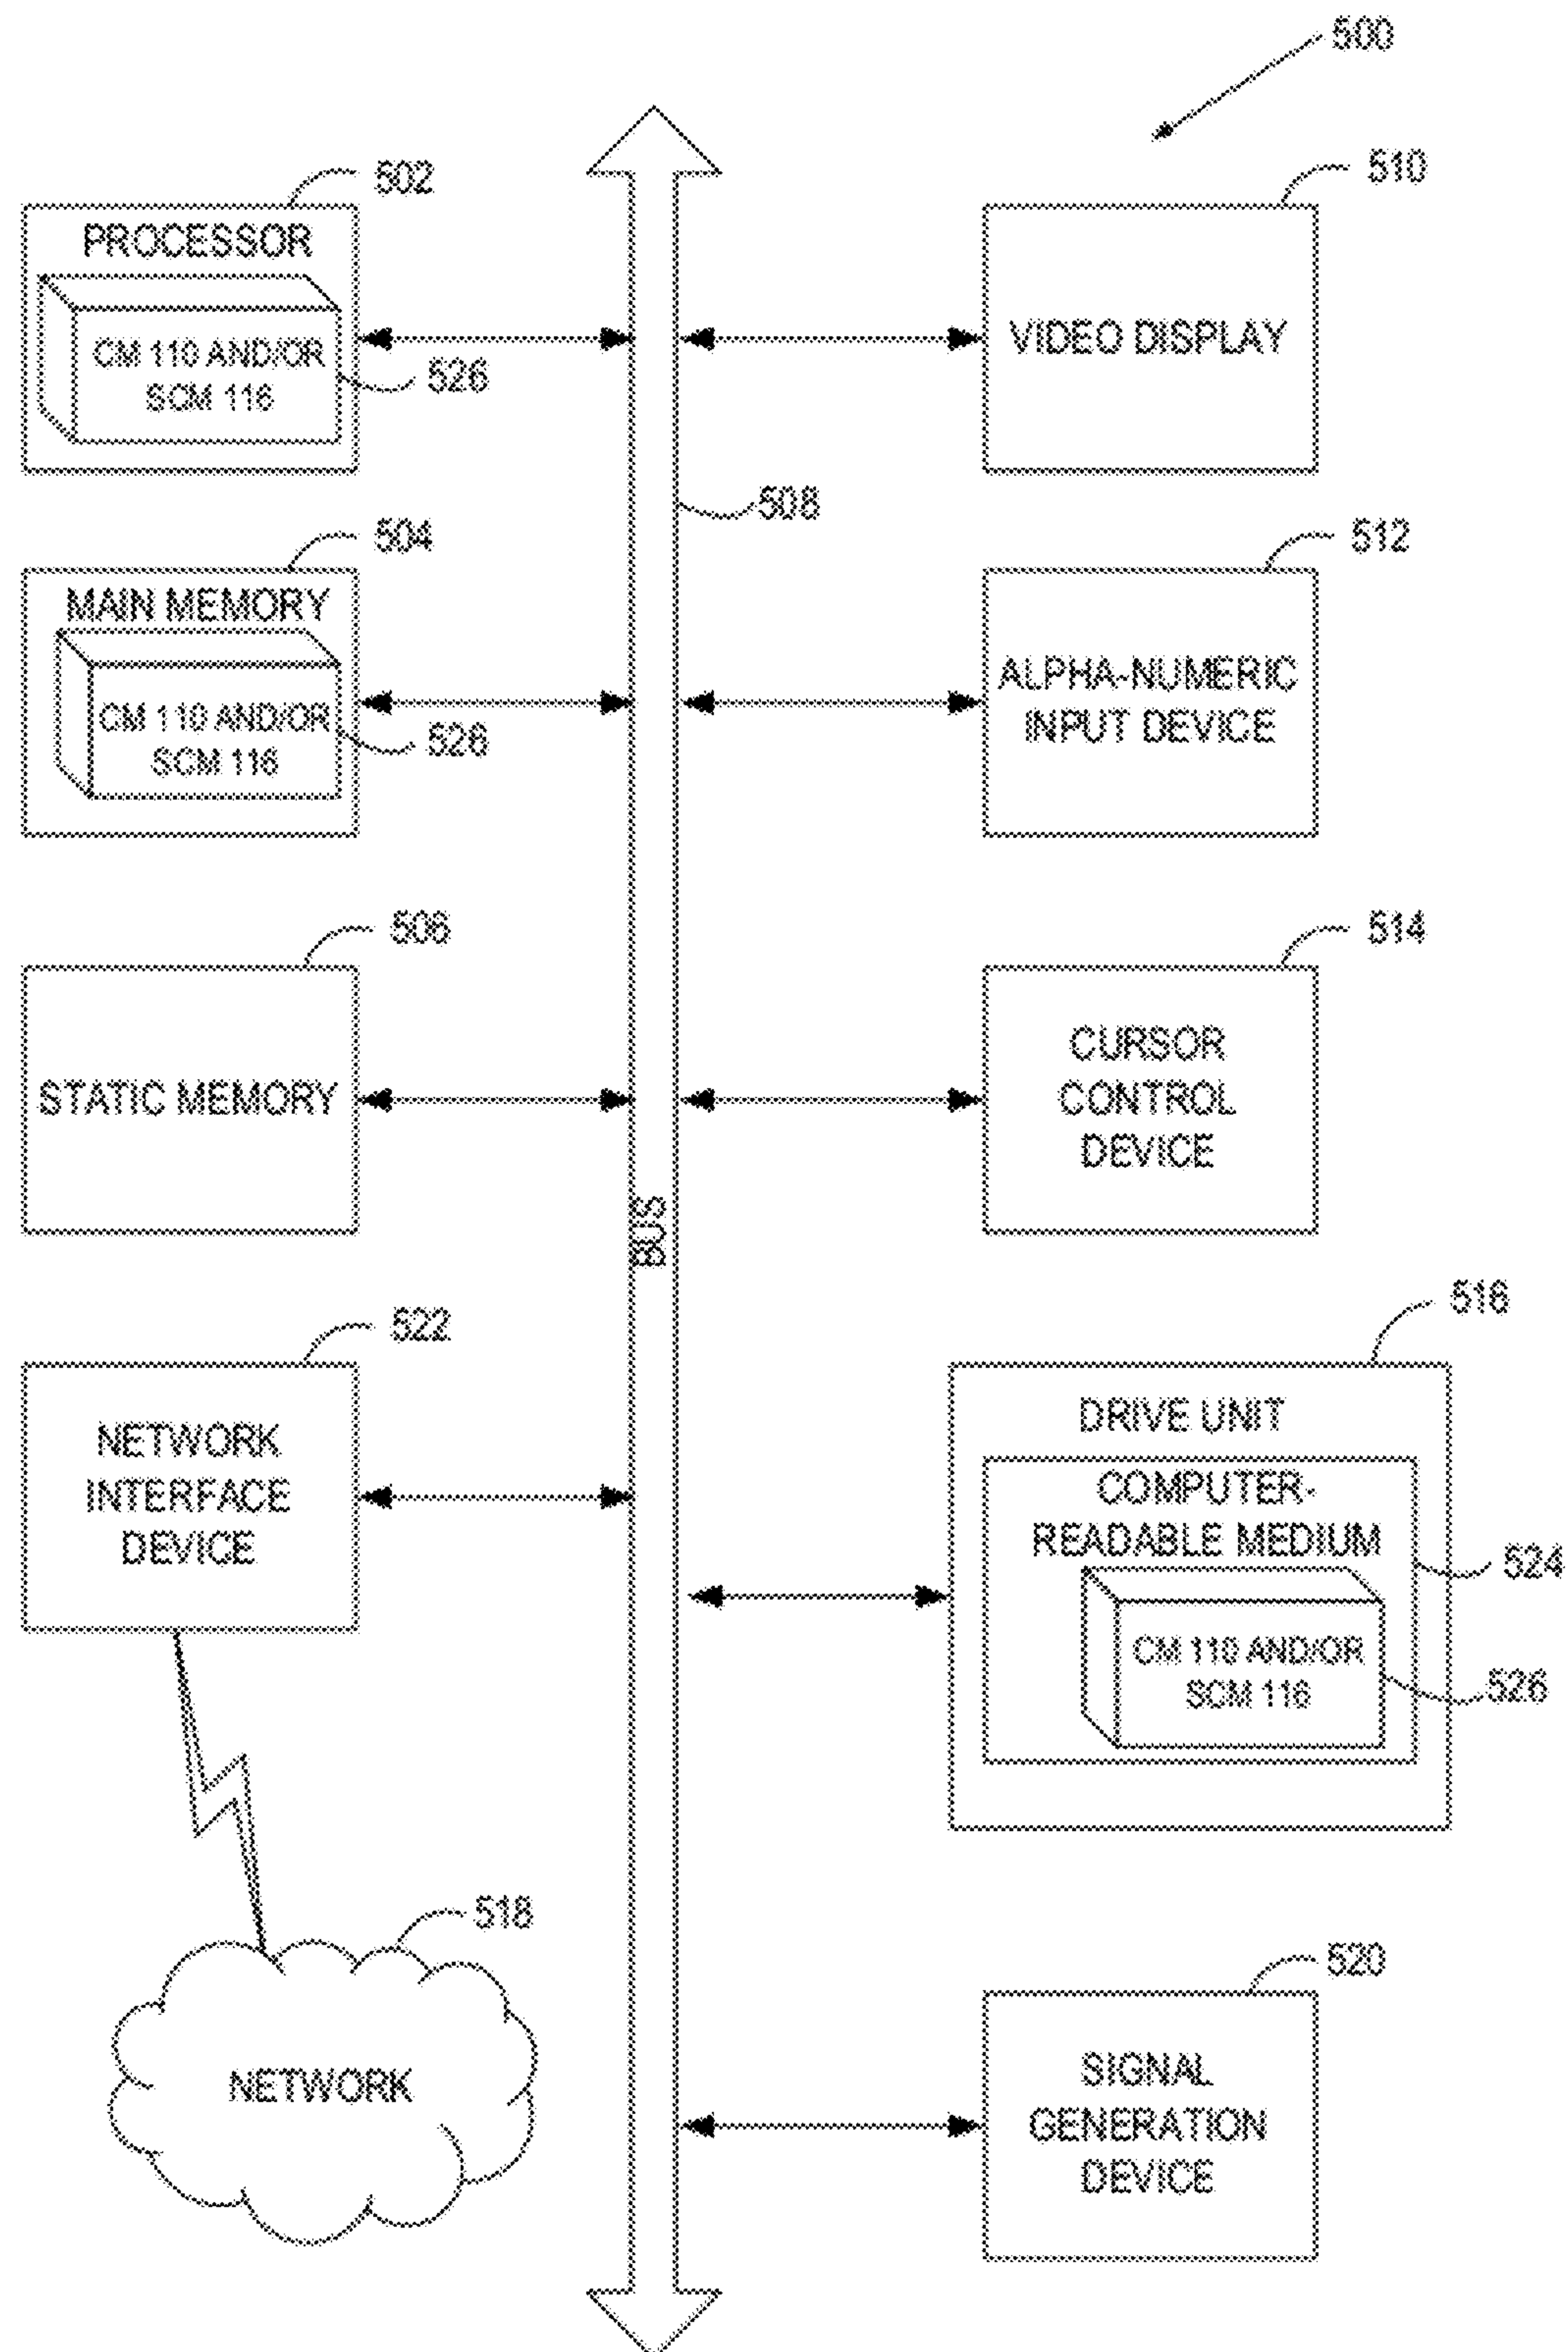 500
502
PROCESSOR
CM 110 AND/OR
SCM 116
526
510
VIDEO DISPLAY
508
504
MAIN MEMORY
CM 110 AND/OR
SCM 116
526
512
ALPHA-NUMERIC
INPUT DEVICE
506
STATIC MEMORY
514
CURSOR
CONTROL
DEVICE
BUS
522
NETWORK
INTERFACE
DEVICE
516
DRIVE UNIT
COMPUTER-
READABLE MEDIUM
524
CM 110 AND/OR
SCM 116
526
518
NETWORK
520
SIGNAL
GENERATION
DEVICE